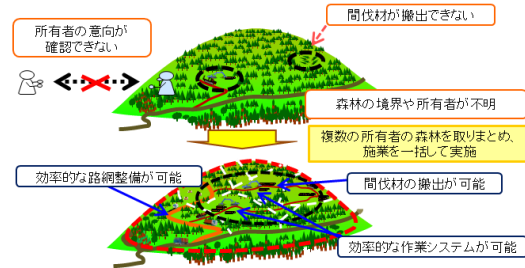 所有者の意向が
確認できない
間伐材が搬出できない
森林の境界や所有者が不明
複数の所有者の森林を取りまとめ、
施業を一括して実施
効率的な路網整備が可能
間伐材の搬出が可能
効率的な作業システムが可能